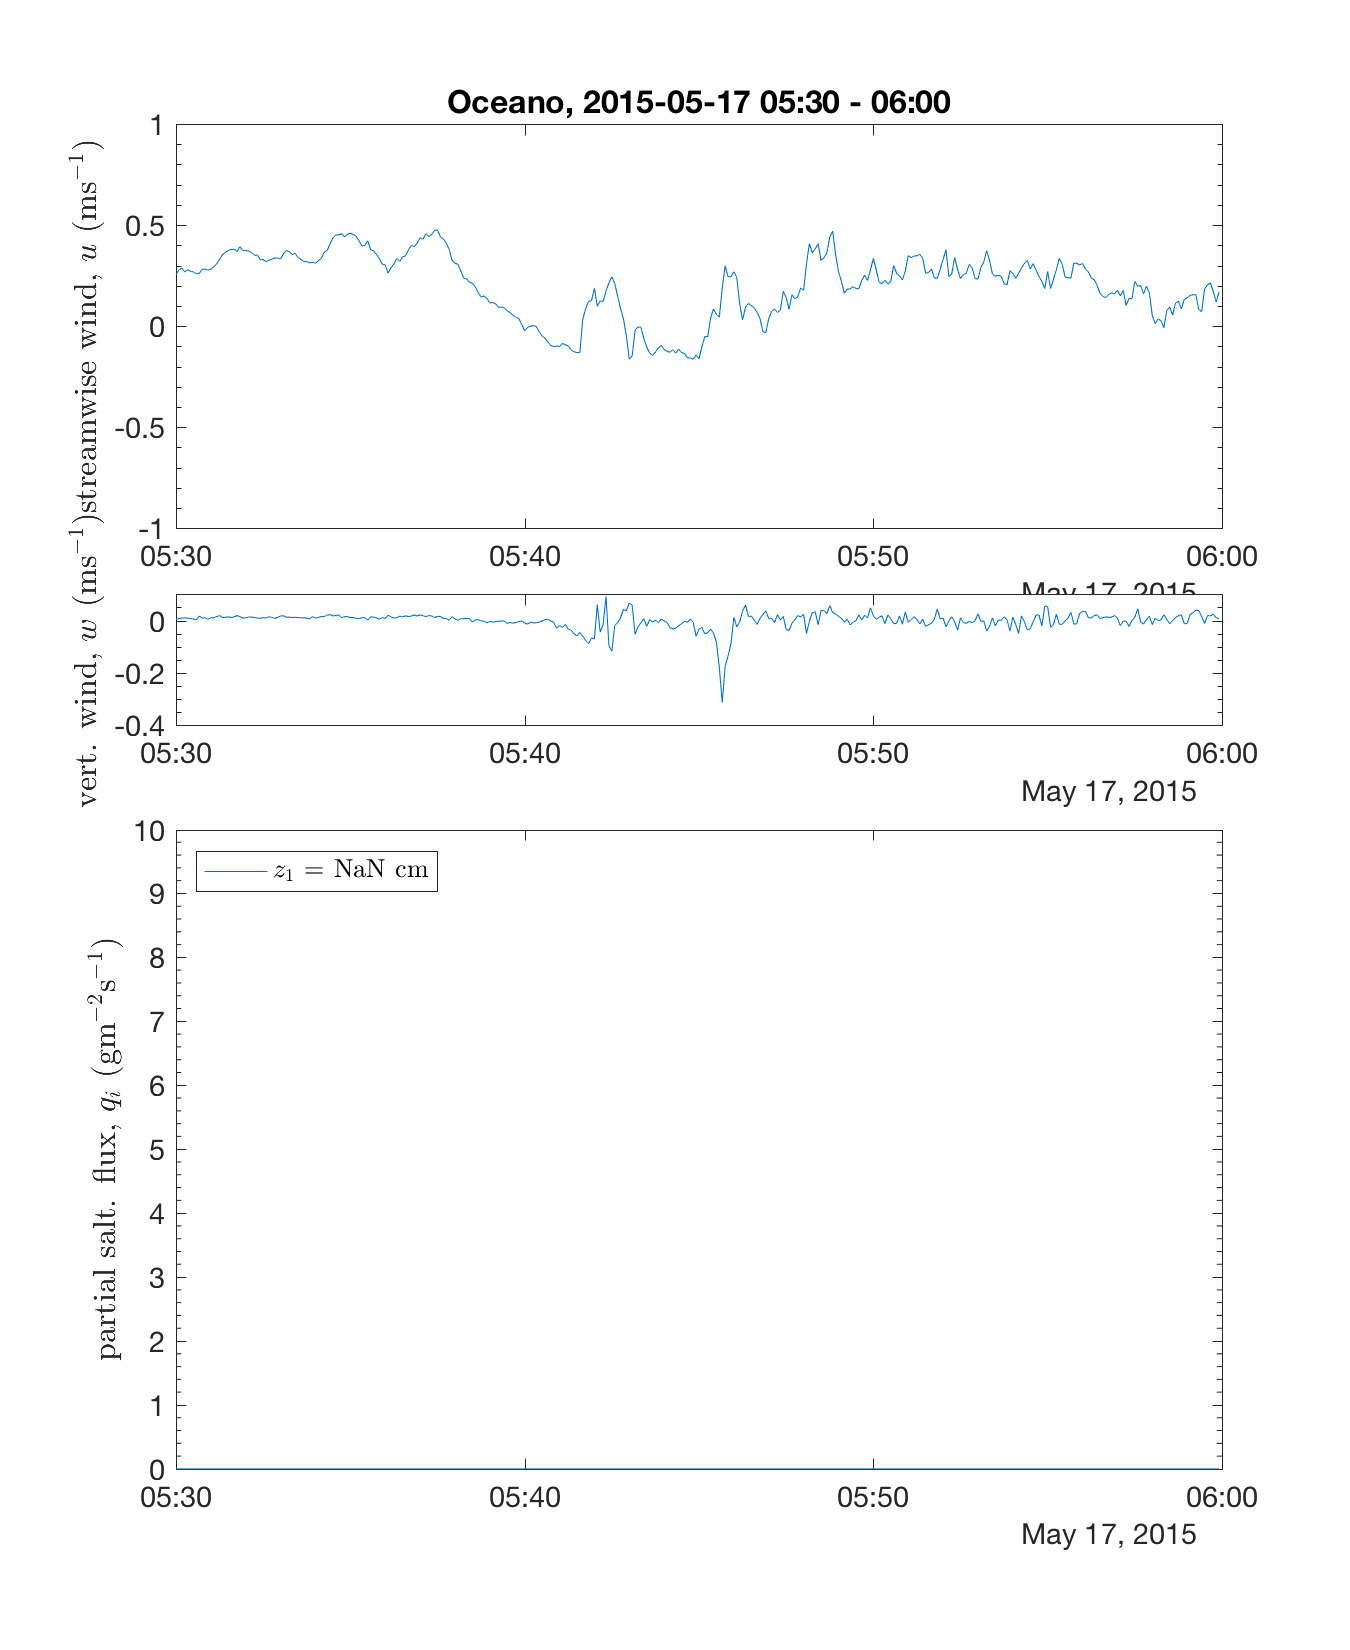 Oceano, 2015-05-17 05:30 - 06:00
streamwise wind, u (ms⁻¹)
1
0.5
0
-0.5
-1
05:30 05:40 05:50 06:00
May 17, 2015
vert. wind, w (ms⁻¹)
0
-0.2
-0.4
05:30 05:40 05:50 06:00
May 17, 2015
partial salt. flux, qᵢ (gm⁻²s⁻¹)
z₁ = NaN cm
10
9
8
7
6
5
4
3
2
1
0
05:30 05:40 05:50 06:00
May 17, 2015